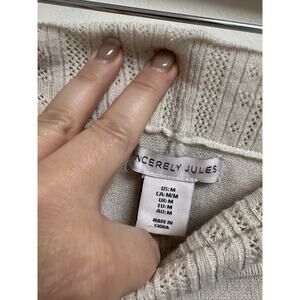 NCERELY JULES
US:M
CA:M/M
UK:M
EU:M
AU:M
MADE IN
CHINA